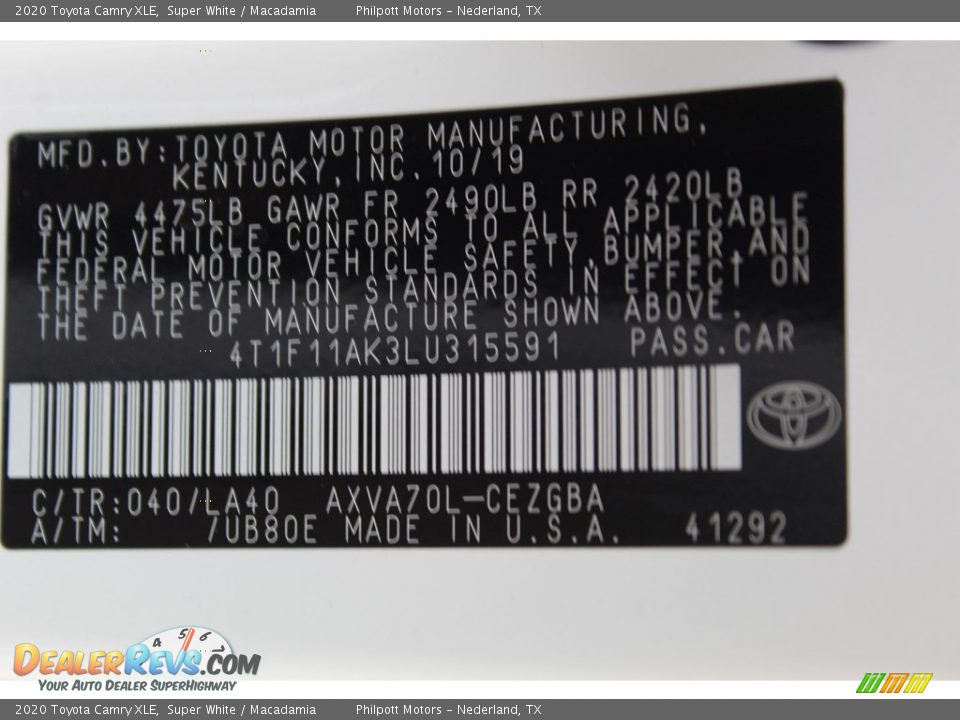 2020 Toyota Camry XLE, Super White / Macadamia Philpott Motors - Nederland, TX
MFD.BY:TOYOTA MOTOR MANUFACTURING,
KENTUCKY,INC.10/19
GVWR 4475LB GAWR FR 2490LB RR 2420LB
THIS VEHICLE CONFORMS TO ALL APPLICABLE
FEDERAL MOTOR VEHICLE SAFETY,BUMPER,AND
THEFT PREVENTION STANDARDS IN EFFECT ON
THE DATE OF MANUFACTURE SHOWN ABOVE.
4T1F11AK3LU315591 PASS.CAR
C/TR:040/LA40 AXVA70L-CEZGBA
A/TM: /UB80E MADE IN U.S.A. 41292
4 5 6
DEALERREVS.COM
YOUR AUTO DEALER SUPERHIGHWAY
2020 Toyota Camry XLE, Super White / Macadamia Philpott Motors - Nederland, TX